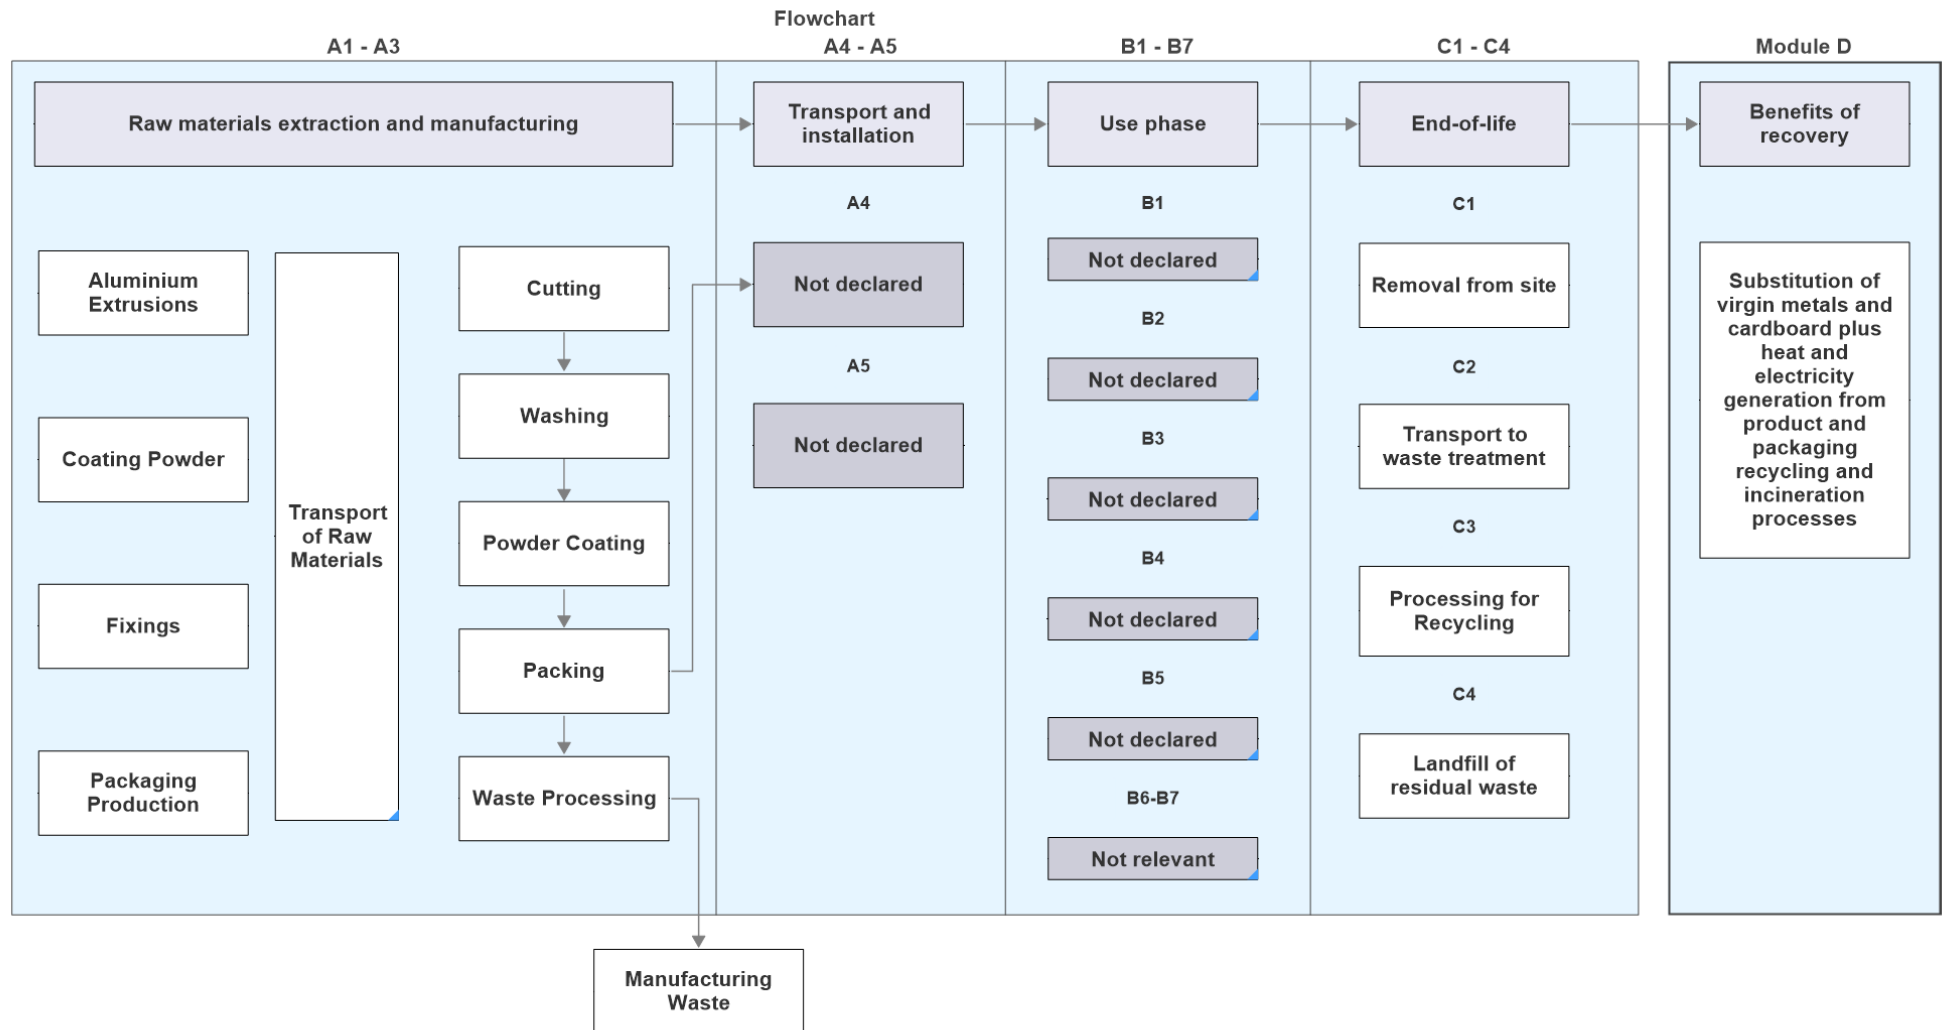 Flowchart
A1 - A3
A4 - A5
B1 - B7
C1 - C4
Module D
Raw materials extraction and manufacturing
Transport and
installation
Use phase
End-of-life
Benefits of
recovery
Aluminium
Extrusions
Coating Powder
Fixings
Packaging
Production
Transport
of Raw
Materials
Cutting
Washing
Powder Coating
Packing
Waste Processing
Manufacturing
Waste
A4
Not declared
A5
Not declared
B1
Not declared
B2
Not declared
B3
Not declared
B4
Not declared
B5
Not declared
B6-B7
Not relevant
C1
Removal from site
C2
Transport to
waste treatment
C3
Processing for
Recycling
C4
Landfill of
residual waste
Substitution of
virgin metals and
cardboard plus
heat and
electricity
generation from
product and
packaging
recycling and
incineration
processes